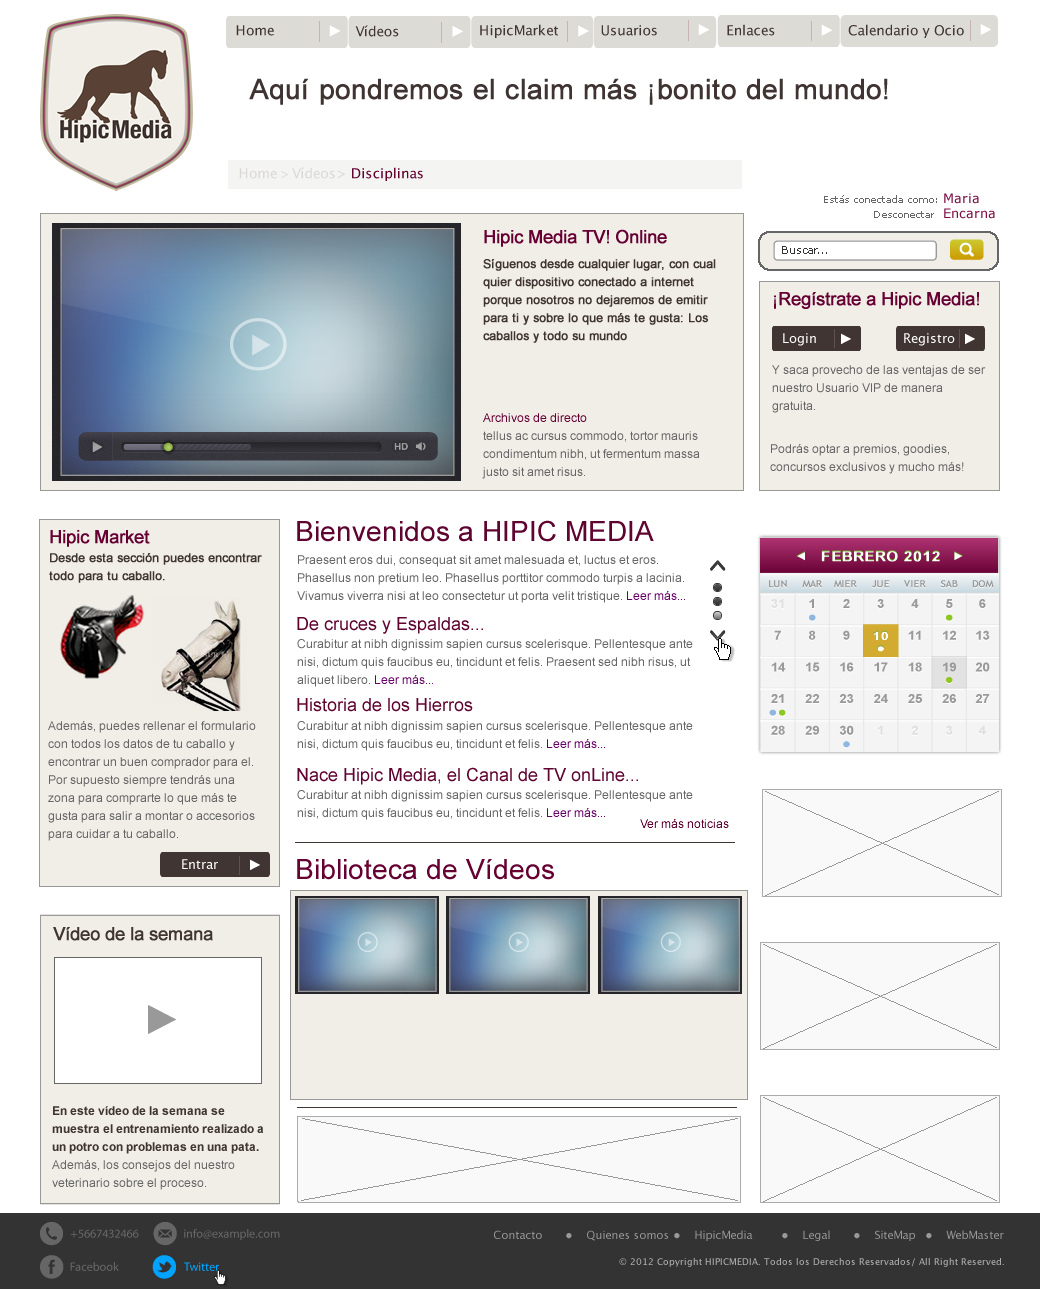 Hipic Media
Home
Vídeos
HipicMarket
Usuarios
Enlaces
Calendario y Ocio
Aquí pondremos el claim más ¡bonito del mundo!
Home > Vídeos> Disciplinas
Estás conectada como: Maria
Desconectar Encarna
Buscar...
Hipic Media TV! Online
Síguenos desde cualquier lugar, con cual
quier dispositivo conectado a internet
porque nosotros no dejaremos de emitir
para ti y sobre lo que más te gusta: Los
caballos y todo su mundo
Archivos de directo
tellus ac cursus commodo, tortor mauris
condimentum nibh, ut fermentum massa
justo sit amet risus.
HD
¡Regístrate a Hipic Media!
Login
Registro
Y saca provecho de las ventajas de ser
nuestro Usuario VIP de manera
gratuita.
Podrás optar a premios, goodies,
concursos exclusivos y mucho más!
Hipic Market
Desde esta sección puedes encontrar
todo para tu caballo.
Además, puedes rellenar el formulario
con todos los datos de tu caballo y
encontrar un buen comprador para el.
Por supuesto siempre tendrás una
zona para comprarte lo que más te
gusta para salir a montar o accesorios
para cuidar a tu caballo.
Entrar
Bienvenidos a HIPIC MEDIA
Praesent eros dui, consequat sit amet malesuada et, luctus et eros.
Phasellus non pretium leo. Phasellus porttitor commodo turpis a lacinia.
Vivamus viverra nisi at leo consectetur ut porta velit tristique. Leer más...
De cruces y Espaldas...
Curabitur at nibh dignissim sapien cursus scelerisque. Pellentesque ante
nisi, dictum quis faucibus eu, tincidunt et felis. Praesent sed nibh risus, ut
aliquet libero. Leer más...
Historia de los Hierros
Curabitur at nibh dignissim sapien cursus scelerisque. Pellentesque ante
nisi, dictum quis faucibus eu, tincidunt et felis. Leer más...
Nace Hipic Media, el Canal de TV onLine...
Curabitur at nibh dignissim sapien cursus scelerisque. Pellentesque ante
nisi, dictum quis faucibus eu, tincidunt et felis. Leer más...
Ver más noticias
FEBRERO 2012
LUN MAR MIER JUE VIER SAB DOM
31 1 2 3 4 5 6
7 8 9 10 11 12 13
14 15 16 17 18 19 20
21 22 23 24 25 26 27
28 29 30 1 2 3 4
Biblioteca de Vídeos
Vídeo de la semana
En este vídeo de la semana se
muestra el entrenamiento realizado a
un potro con problemas en una pata.
Además, los consejos del nuestro
veterinario sobre el proceso.
+5667432466
info@example.com
Facebook
Twitter
Contacto
Quienes somos
HipicMedia
Legal
SiteMap
WebMaster
© 2012 Copyright HIPICMEDIA. Todos los Derechos Reservados/ All Right Reserved.